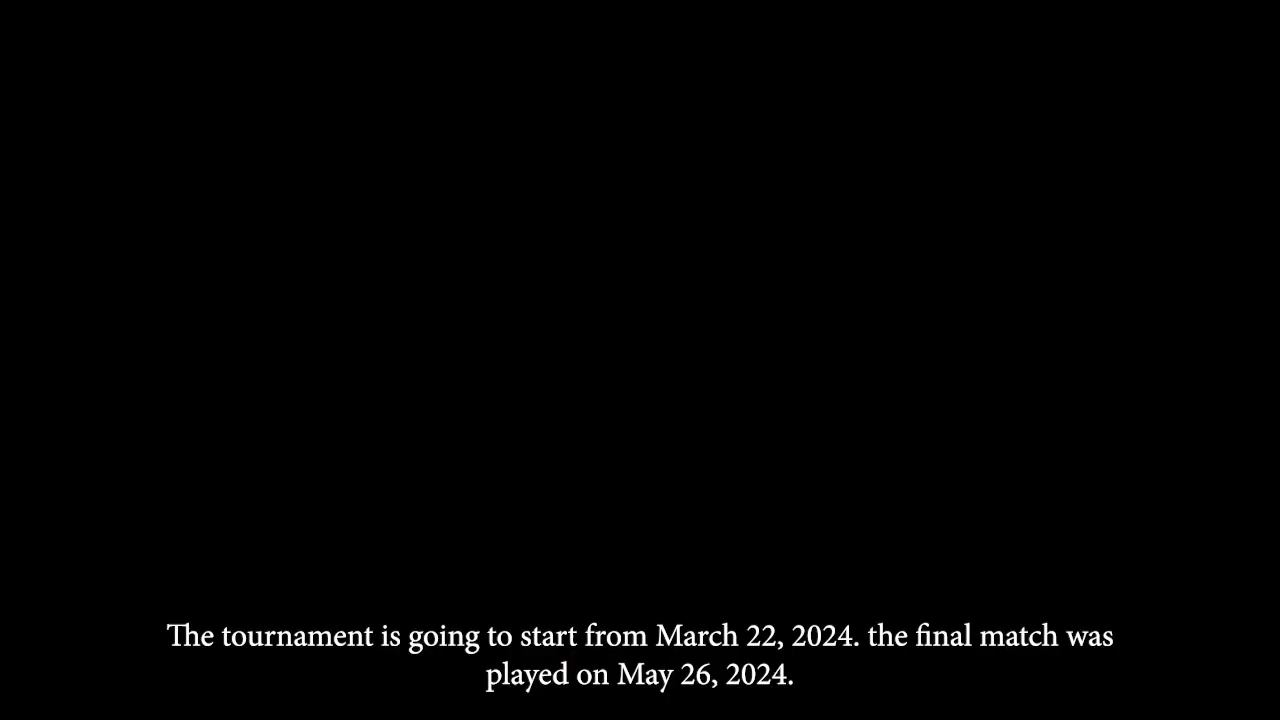 The tournament is going to start from March 22, 2024. the final match was
played on May 26, 2024.